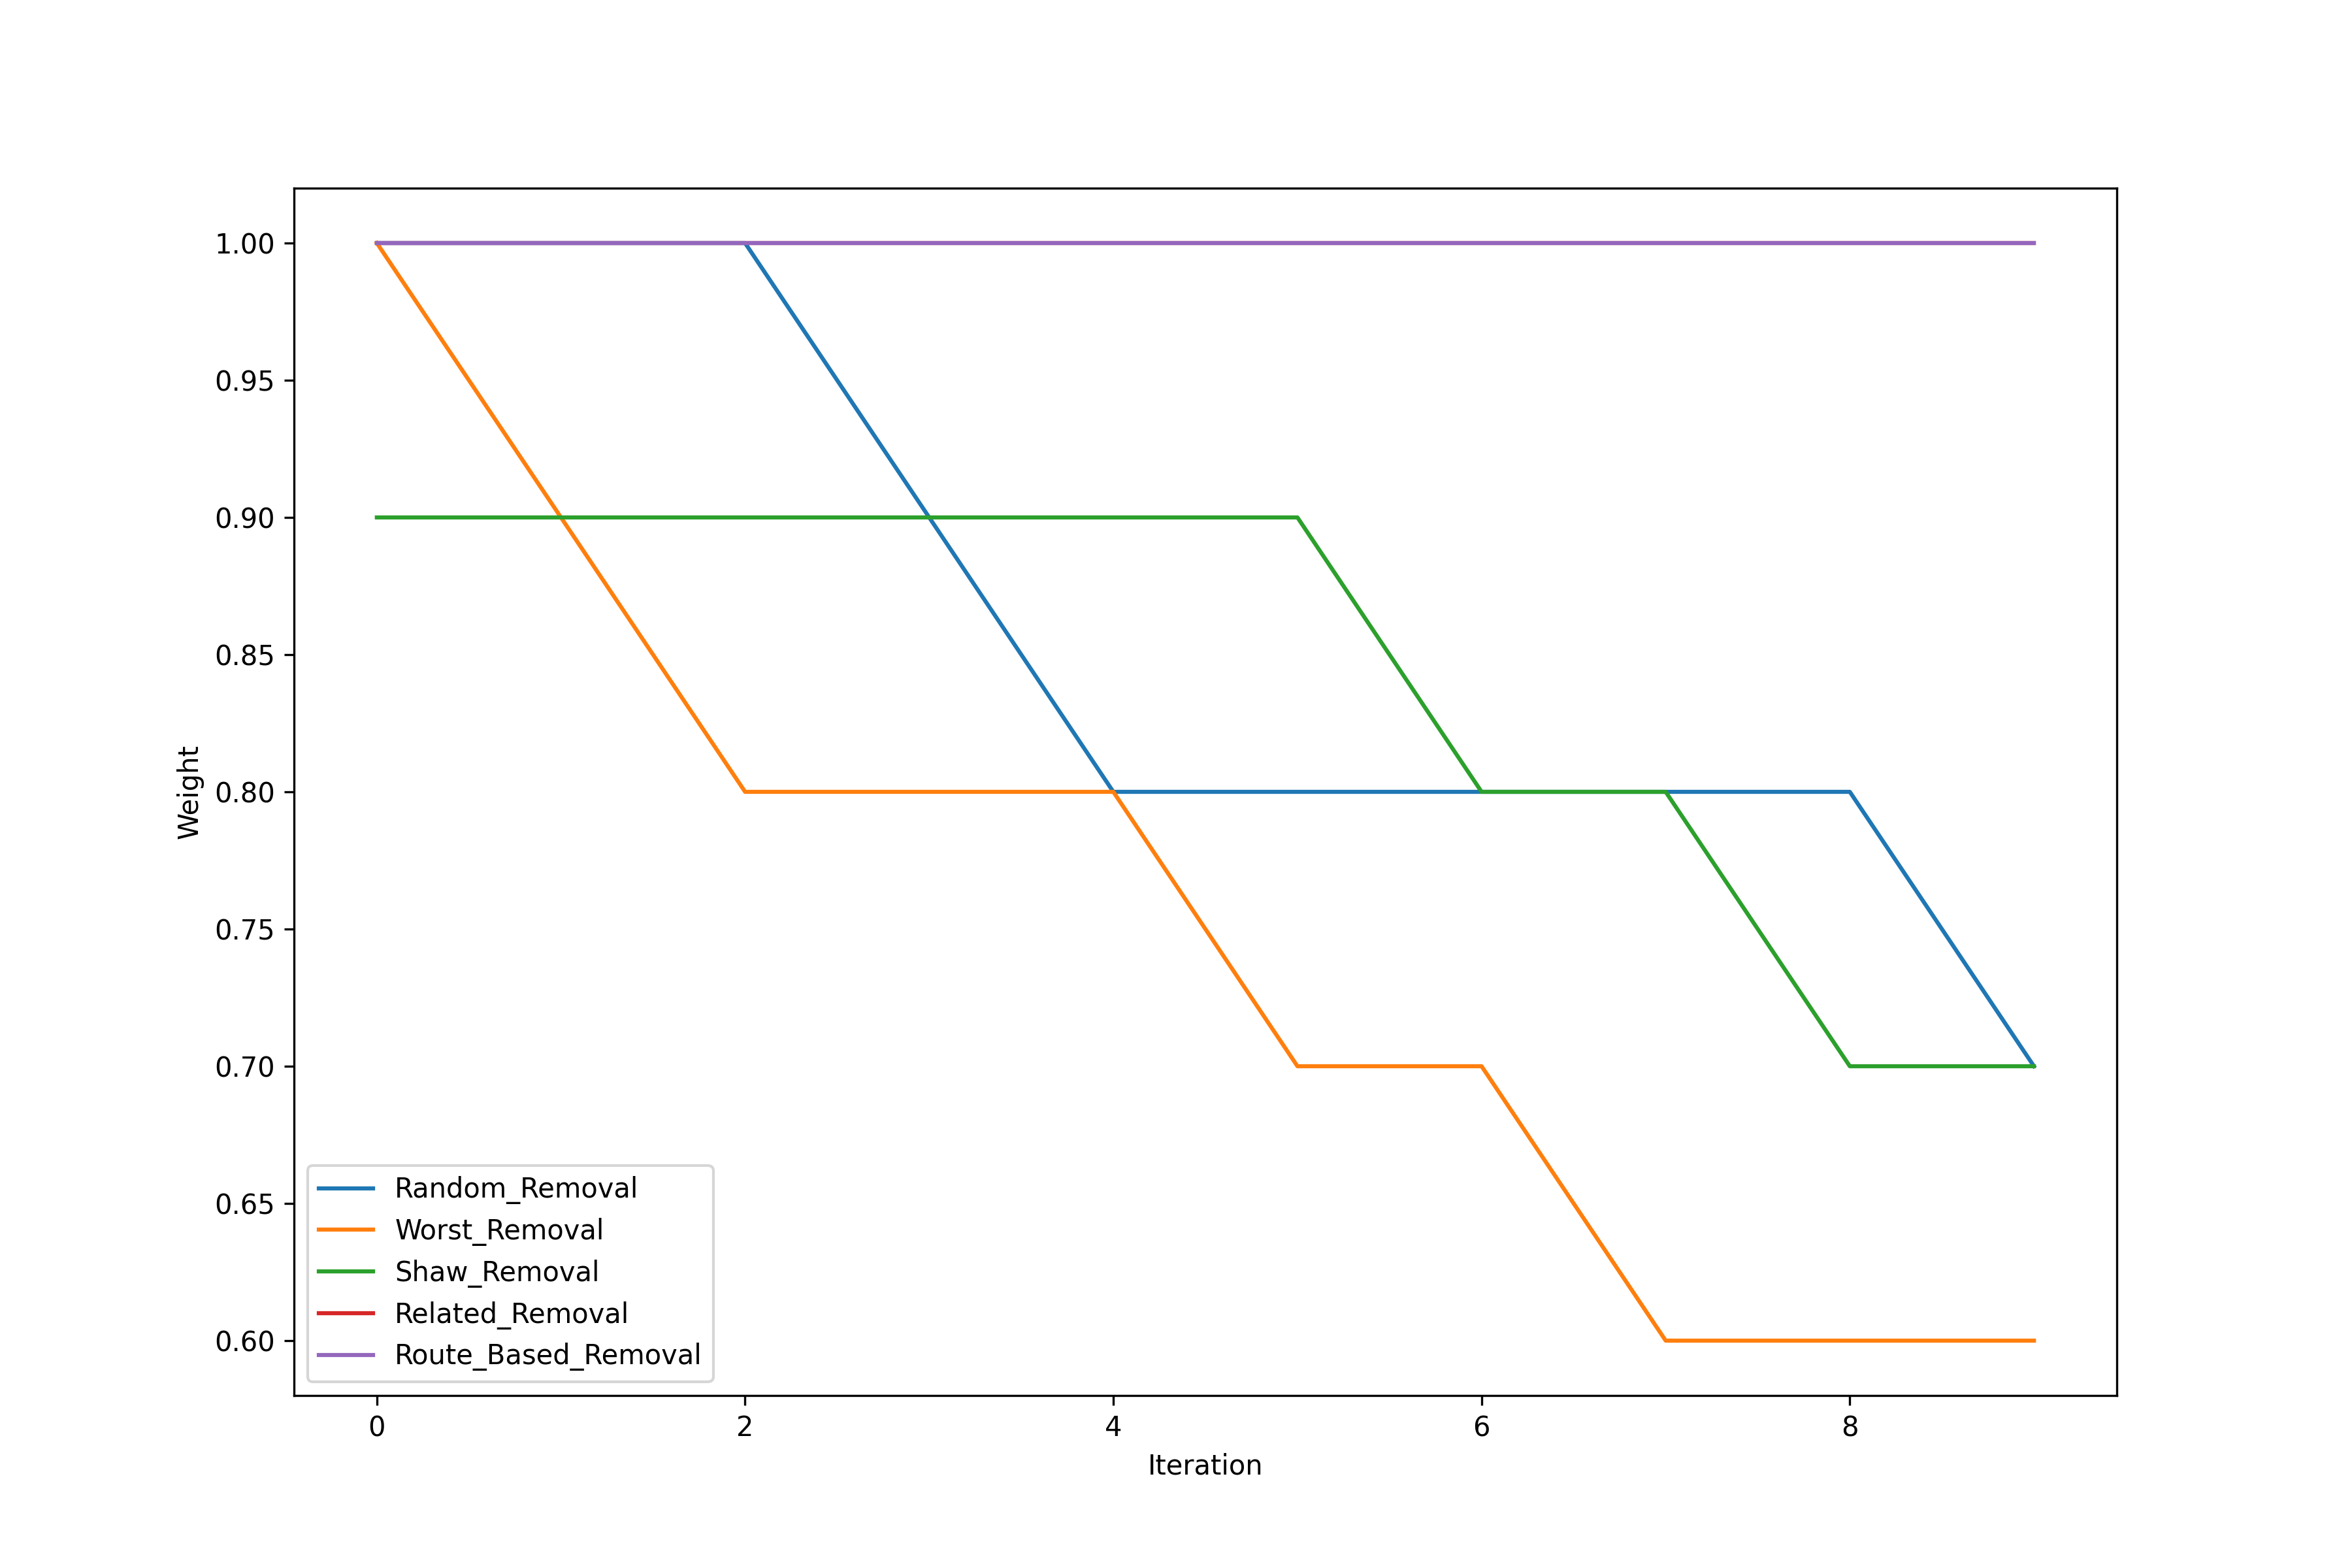 1.00
0.95
0.90
0.85
0.80
0.75
0.70
0.65
0.60
Weight
Random_Removal
Worst_Removal
Shaw_Removal
Related_Removal
Route_Based_Removal
0 2 4 6 8
Iteration